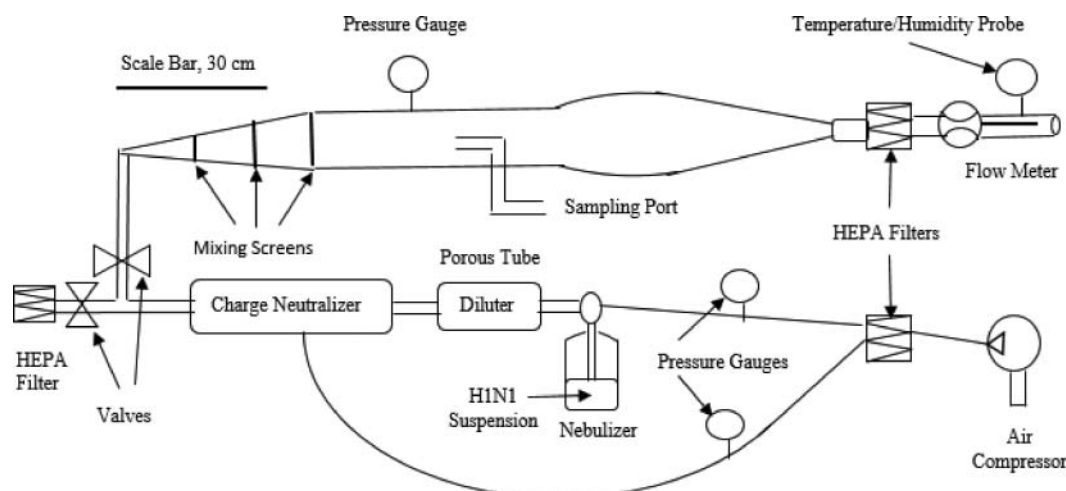 Pressure Gauge
Temperature/Humidity Probe
Scale Bar, 30 cm
Flow Meter
Sampling Port
HEPA Filters
Mixing Screens
Porous Tube
Charge Neutralizer
Diluter
HEPA
Filter
Pressure Gauges
Valves
H1N1
Suspension
Nebulizer
Air
Compressor